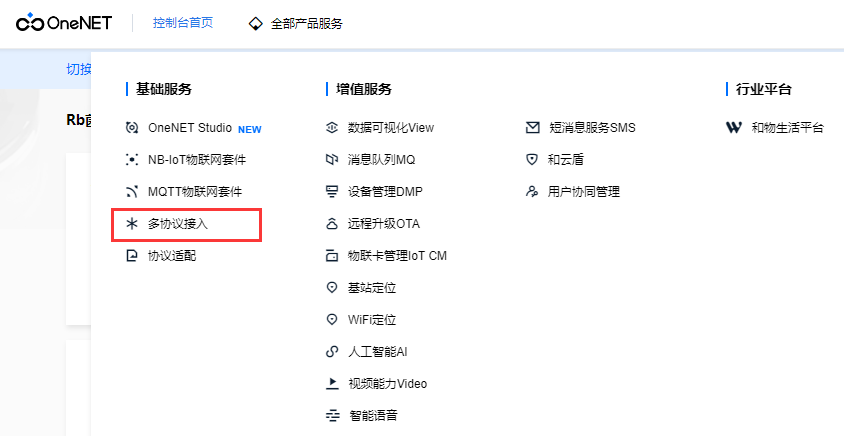 OneNET
控制台首页
全部产品服务
切换
Rb
基础服务
OneNET Studio NEW
NB-IoT物联网套件
MQTT物联网套件
多协议接入
协议适配
增值服务
数据可视化View
消息队列MQ
设备管理DMP
远程升级OTA
物联卡管理IoT CM
基站定位
WiFi定位
人工智能AI
视频能力Video
智能语音
短消息服务SMS
和云盾
用户协同管理
行业平台
和物生活平台